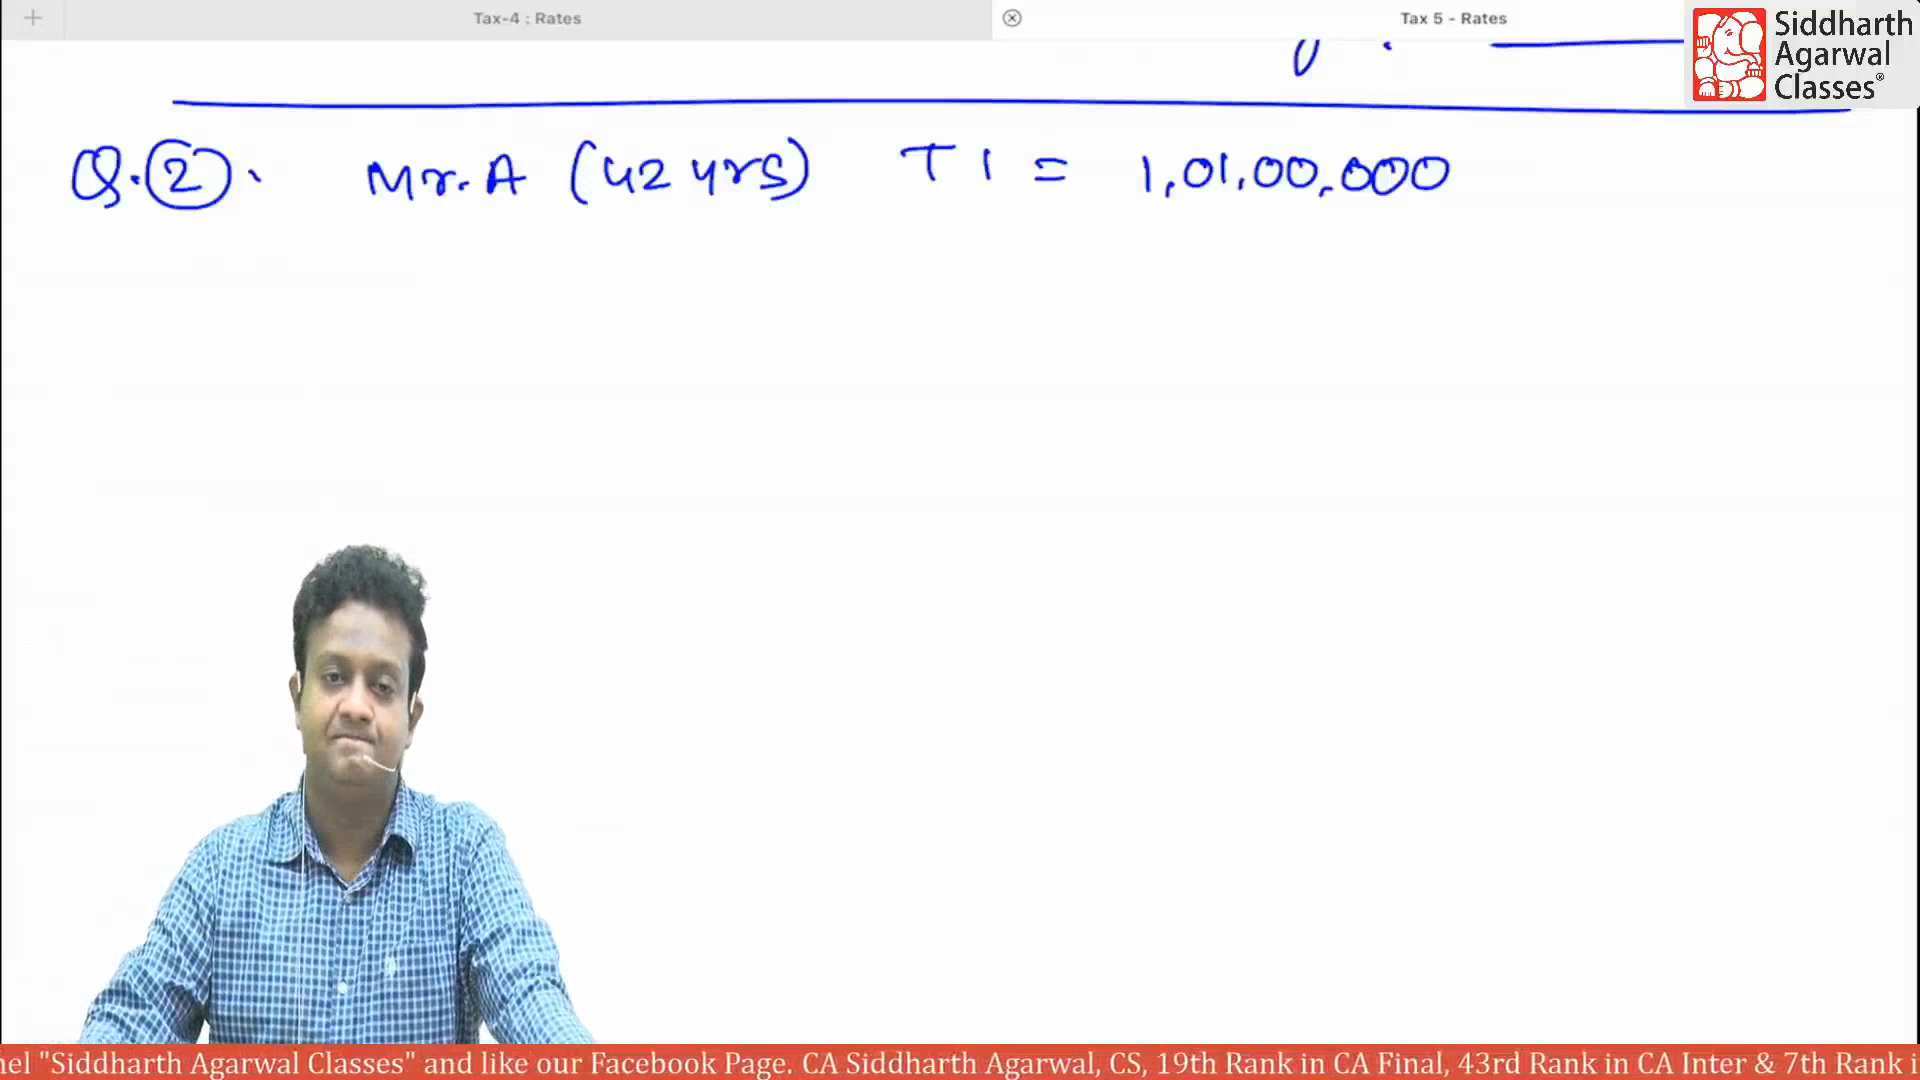 Tax-4 : Rates
Tax 5 - Rates
Siddharth
Agarwal
Classes®
Q.(2). Mr. A (42 yrs) TI = 1,01,00,000
"Siddharth Agarwal Classes" and like our Facebook Page. CA Siddharth Agarwal, CS, 19th Rank in CA Final, 43rd Rank in CA Inter & 7th Rank